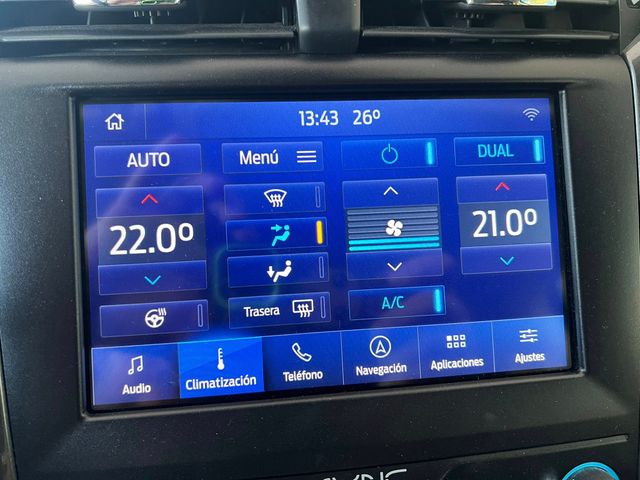 13:43 26º
AUTO
Menú
DUAL
22.0º
21.0º
A/C
Trasera
Audio
Climatización
Teléfono
Navegación
Aplicaciones
Ajustes